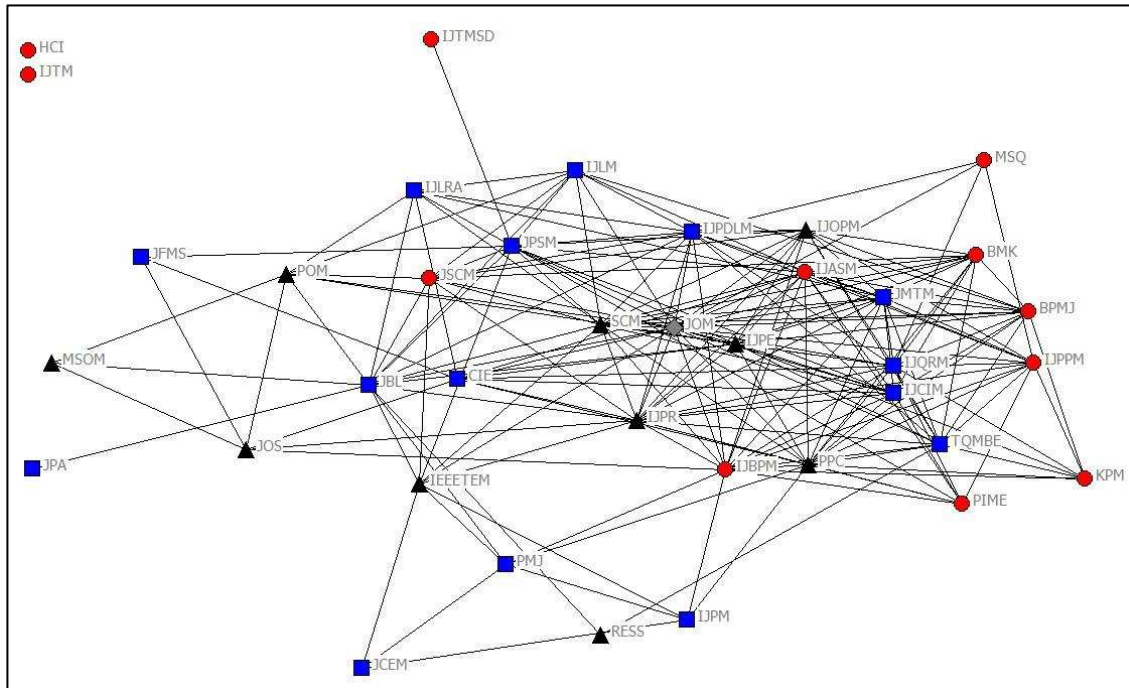 IJTMSD
HCI
IJTM
MSQ
IJLM
IJLRA
IJPDLM
IJOPM
JPSM
JFMS
BMK
POM
JSCM
IJASM
JMTM
BPMJ
SCM
JOM
IJPE
MSOM
IJPPM
IJQRM
CIE
JBL
IJCIM
IJPR
TQMBE
JOS
JPA
IJBPM
PPC
KPM
IEEETEM
PIME
PMJ
IJPM
RESS
JCEM